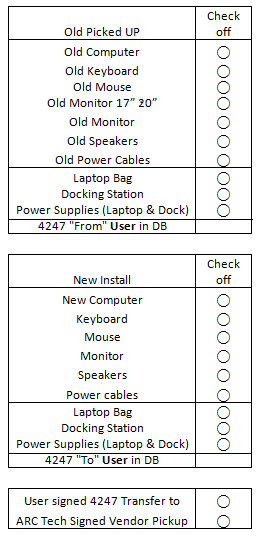 Old Picked UP Check off
Old Computer
Old Keyboard
Old Mouse
Old Monitor 17” 20”
Old Monitor
Old Speakers
Old Power Cables
Laptop Bag
Docking Station
Power Supplies (Laptop & Dock)
4247 "From" User in DB
New Install Check off
New Computer
Keyboard
Mouse
Monitor
Speakers
Power cables
Laptop Bag
Docking Station
Power Supplies (Laptop & Dock)
4247 "To" User in DB
User signed 4247 Transfer to
ARC Tech Signed Vendor Pickup